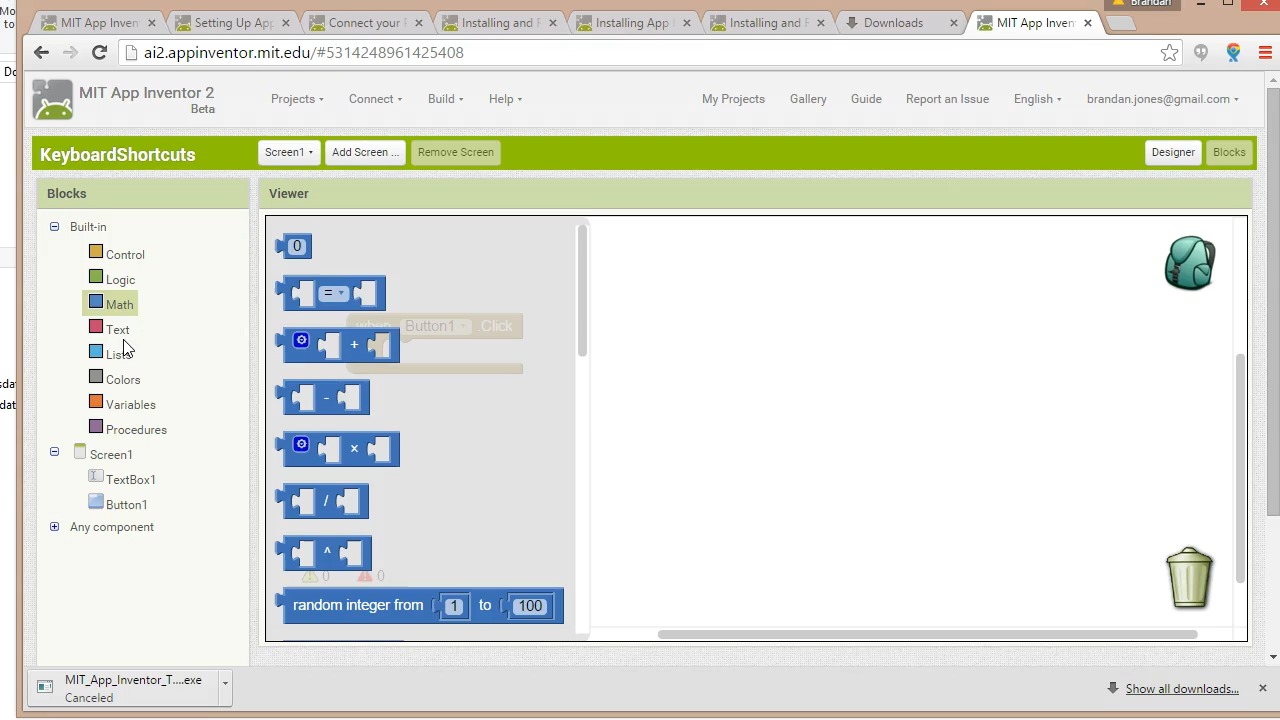 Brandan
MIT App Inven
Setting Up App
Connect your
Installing and R
Installing App I
Installing and R
Downloads
MIT App Inven
ai2.appinventor.mit.edu/#5314248961425408
MIT App Inventor 2
Beta
Projects
Connect
Build
Help
My Projects
Gallery
Guide
Report an Issue
English
brandan.jones@gmail.com
KeyboardShortcuts
Screen1
Add Screen ...
Remove Screen
Designer
Blocks
Blocks
Viewer
Built-in
Control
Logic
Math
Text
Lists
Colors
Variables
Procedures
Screen1
TextBox1
Button1
Any component
0
=
when Button1 .Click
+
-
×
/
^
0 0
random integer from 1 to 100
MIT_App_Inventor_T....exe
Canceled
Show all downloads...